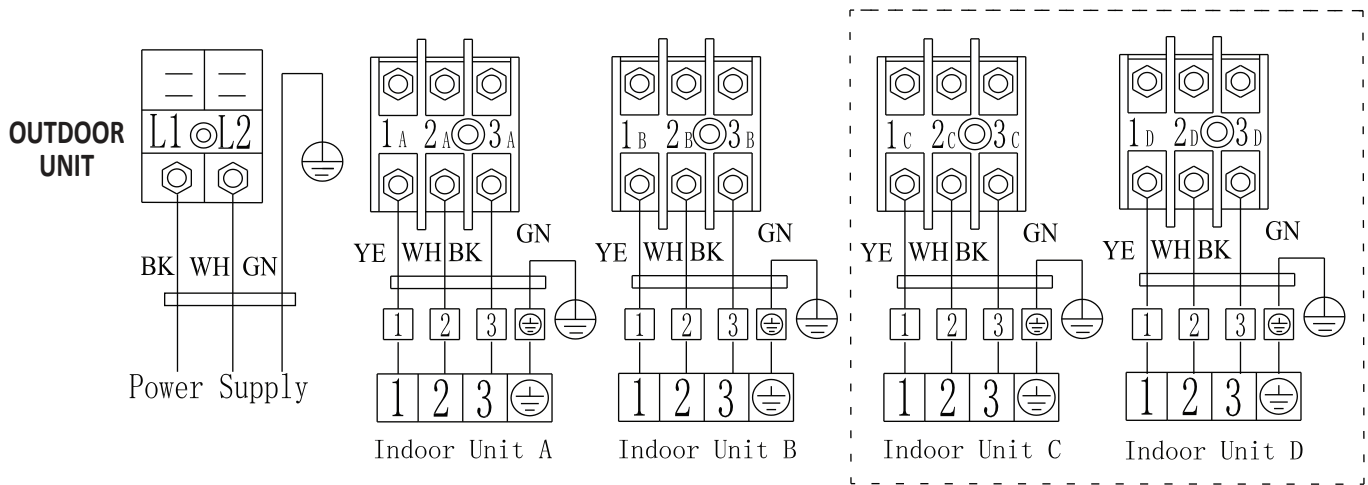 OUTDOOR
UNIT
L1 L2
BK WH GN
Power Supply
1A 2A 3A
YE WH BK GN
1 2 3
1 2 3
Indoor Unit A
1B 2B 3B
YE WH BK GN
1 2 3
1 2 3
Indoor Unit B
1C 2C 3C
YE WH BK GN
1 2 3
1 2 3
Indoor Unit C
1D 2D 3D
YE WH BK GN
1 2 3
1 2 3
Indoor Unit D